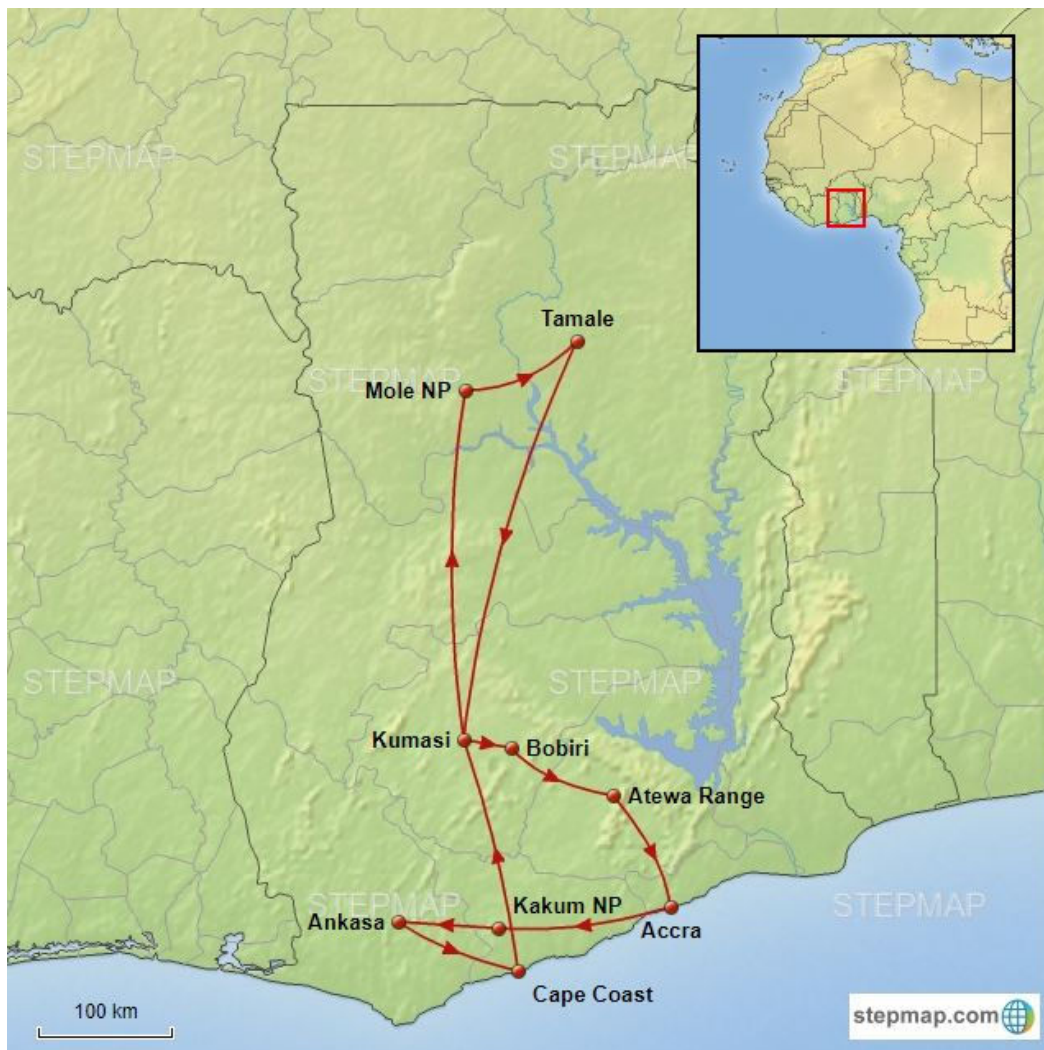 STEPMAP
STEPMAP
Tamale
STEPMAP
STEPMAP
Mole NP
STEPMAP
STEPMAP
Kumasi
Bobiri
Atewa Range
STEPMAP
STEPMAP
Kakum NP
Ankasa
Accra
Cape Coast
100 km
stepmap.com